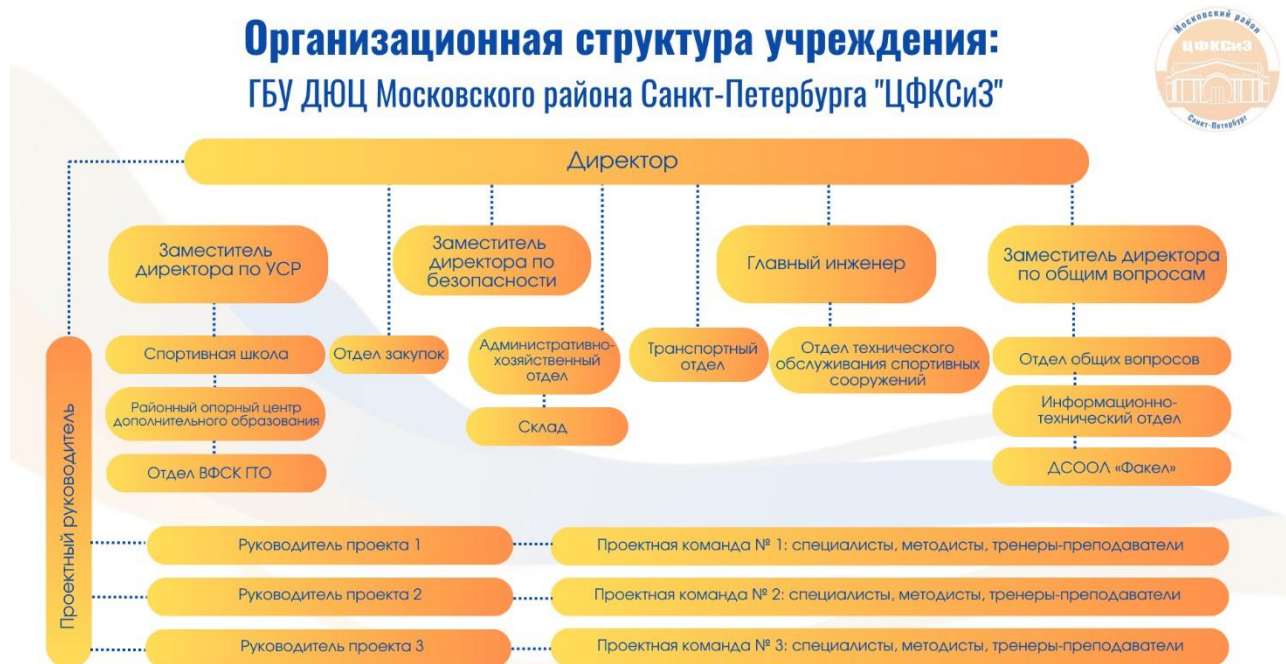 Организационная структура учреждения:
ГБУ ДЮЦ Московского района Санкт-Петербурга "ЦФКСиЗ"
Московский район
ЦФКСиЗ
Санкт-Петербург
Директор
Заместитель
директора по УСР
Заместитель
директора по
безопасности
Главный инженер
Заместитель директора
по общим вопросам
Спортивная школа
Отдел закупок
Административно-
хозяйственный
отдел
Транспортный
отдел
Отдел технического
обслуживания спортивных
сооружений
Отдел общих вопросов
Районный опорный центр
дополнительного образования
Склад
Информационно-
технический отдел
Отдел ВФСК ГТО
ДСООЛ «Факел»
Проектный руководитель
Руководитель проекта 1
Проектная команда № 1: специалисты, методисты, тренеры-преподаватели
Руководитель проекта 2
Проектная команда № 2: специалисты, методисты, тренеры-преподаватели
Руководитель проекта 3
Проектная команда № 3: специалисты, методисты, тренеры-преподаватели